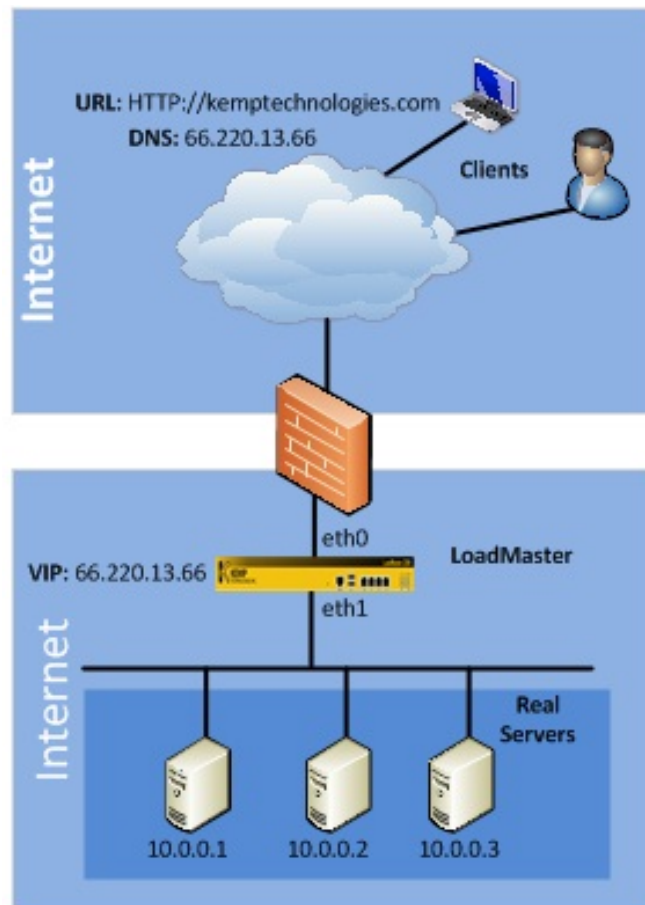 URL: HTTP://kemptechnologies.com
DNS: 66.220.13.66
Clients
Internet
eth0
LoadMaster
VIP: 66.220.13.66
eth1
Internet
Real
Servers
10.0.0.1
10.0.0.2
10.0.0.3